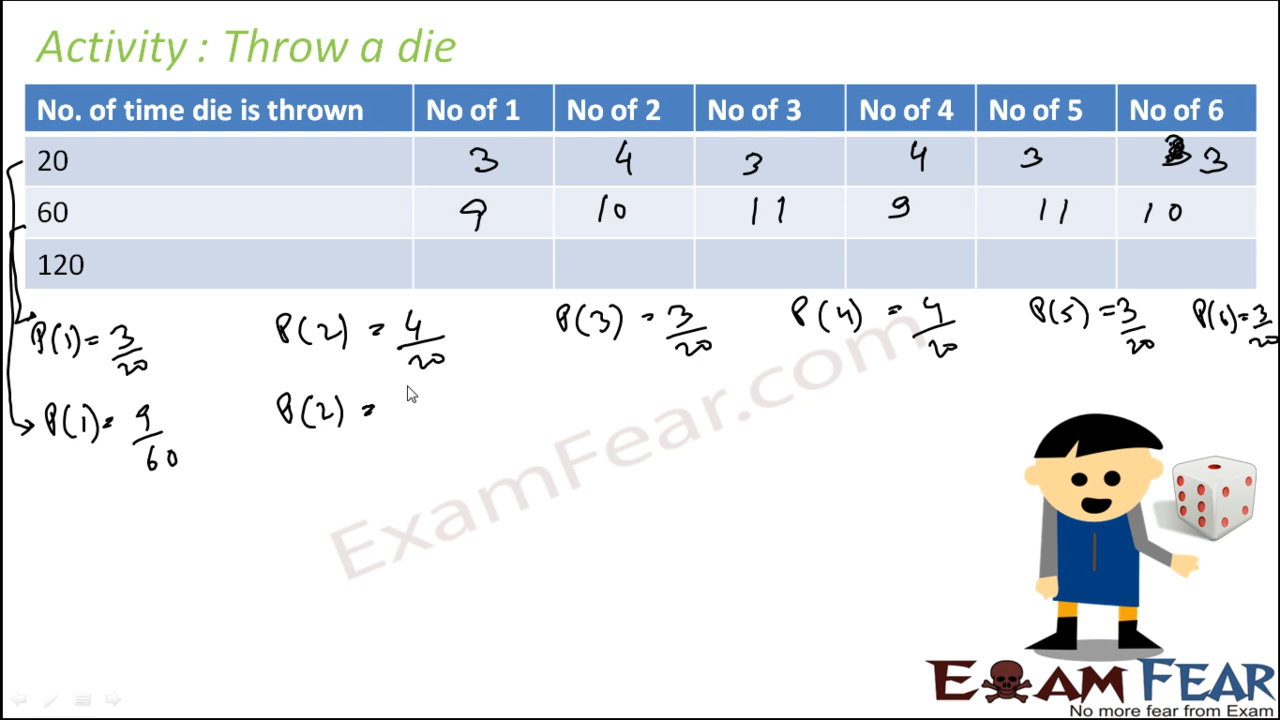 Activity : Throw a die
No. of time die is thrown No of 1 No of 2 No of 3 No of 4 No of 5 No of 6
20 3 4 3 4 3 3
60 9 10 11 9 11 10
120
P(1) = 3/20 P(2) = 4/20 P(3) = 3/20 P(4) = 4/20 P(5) = 3/20 P(6) = 3/20
P(1) = 9/60 P(2) =
ExamFear.com
EXAM FEAR
No more fear from Exam